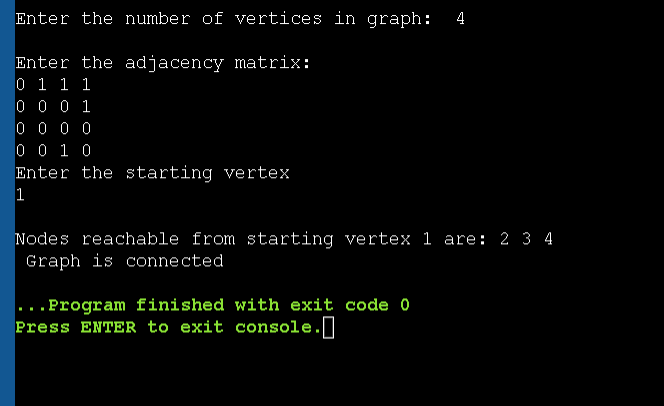 Enter the number of vertices in graph:  4
Enter the adjacency matrix:
0 1 1 1
0 0 0 1
0 0 0 0
0 0 1 0
Enter the starting vertex
1
Nodes reachable from starting vertex 1 are: 2 3 4
Graph is connected
...Program finished with exit code 0
Press ENTER to exit console.